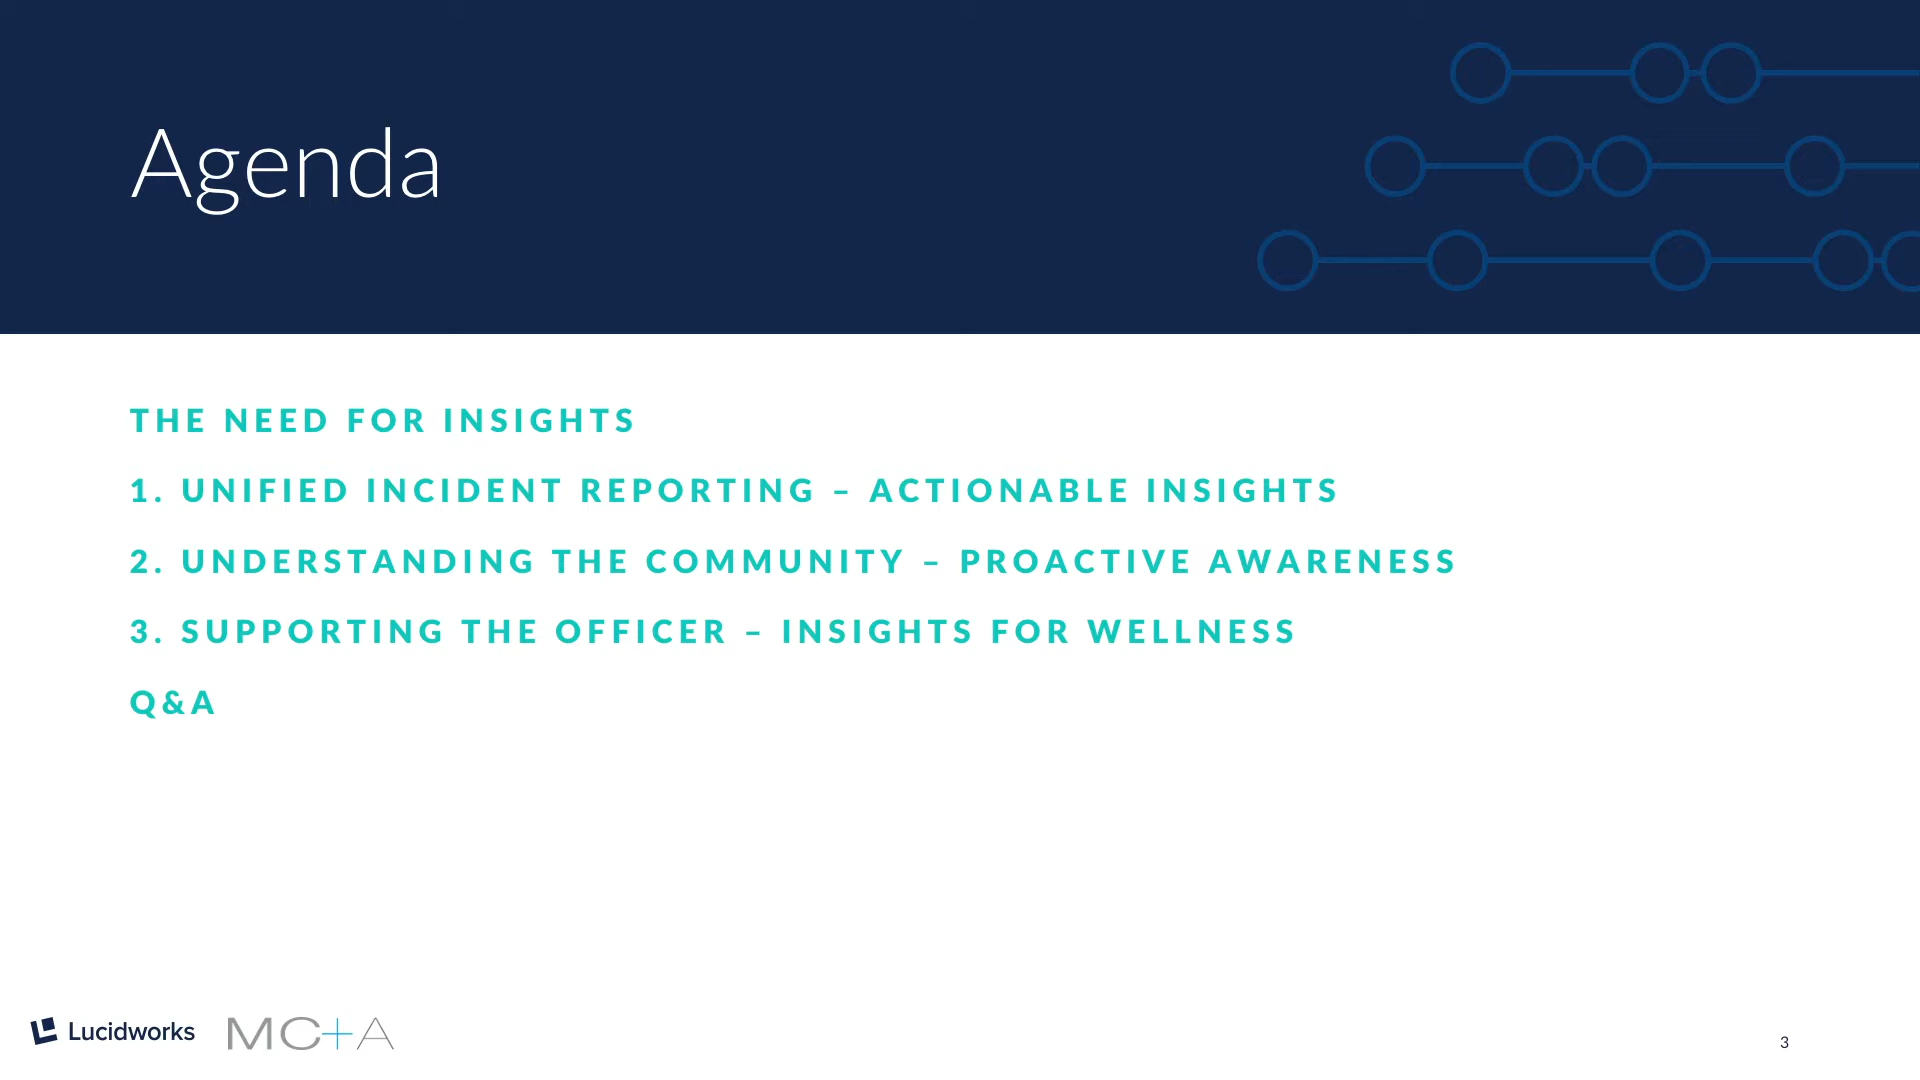 Agenda
THE NEED FOR INSIGHTS
1. UNIFIED INCIDENT REPORTING – ACTIONABLE INSIGHTS
2. UNDERSTANDING THE COMMUNITY – PROACTIVE AWARENESS
3. SUPPORTING THE OFFICER – INSIGHTS FOR WELLNESS
Q&A
Lucidworks
MC+A
3